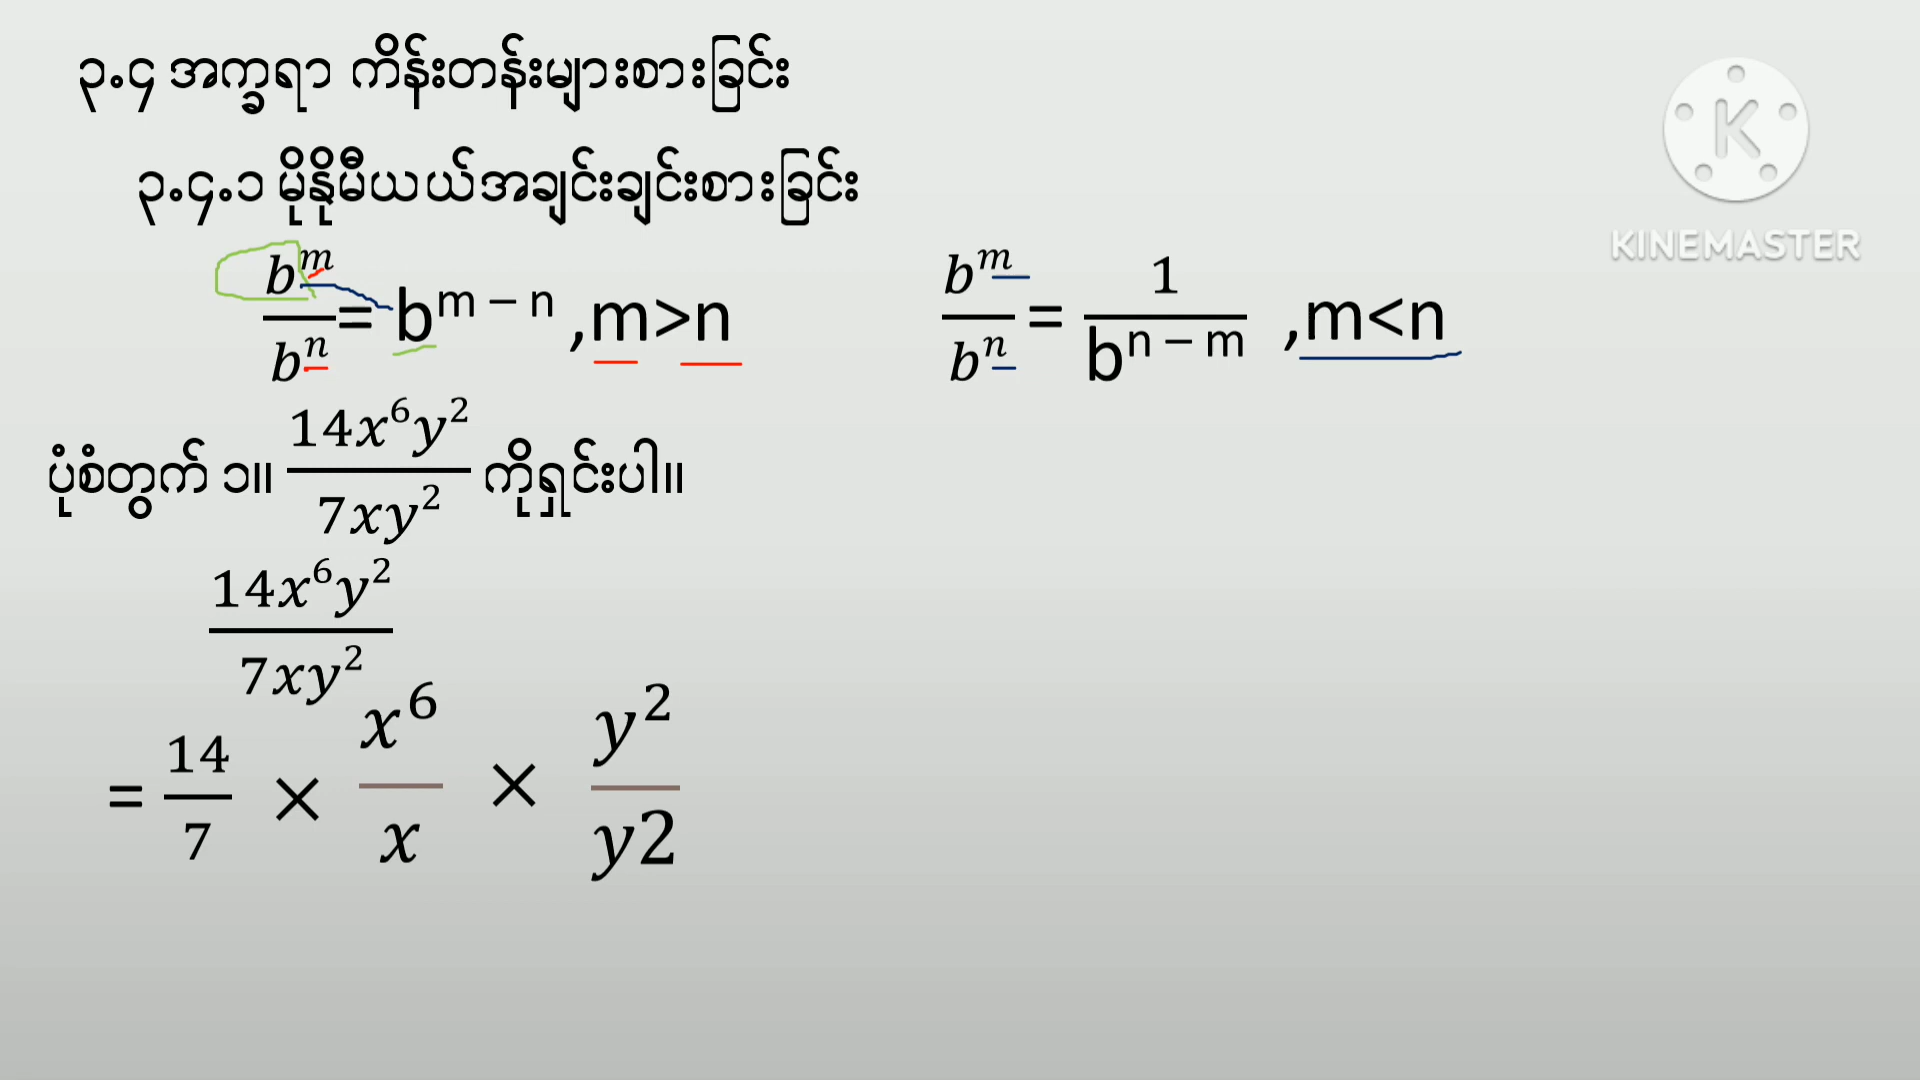 ၃.၄ အက္ခရာ ကိန်းတန်းများစားခြင်း
၃.၄.၁ မိုနိုမီယယ်အချင်းချင်းစားခြင်း
K
KINEMASTER
b^m/b^n = b^(m – n) ,m>n
b^m/b^n = 1/b^(n – m) ,m<n
ပုံစံတွက် ၁။ 14x^6y^2/7xy^2 ကိုရှင်းပါ။
14x^6y^2/7xy^2
= 14/7 × x^6/x × y^2/y2